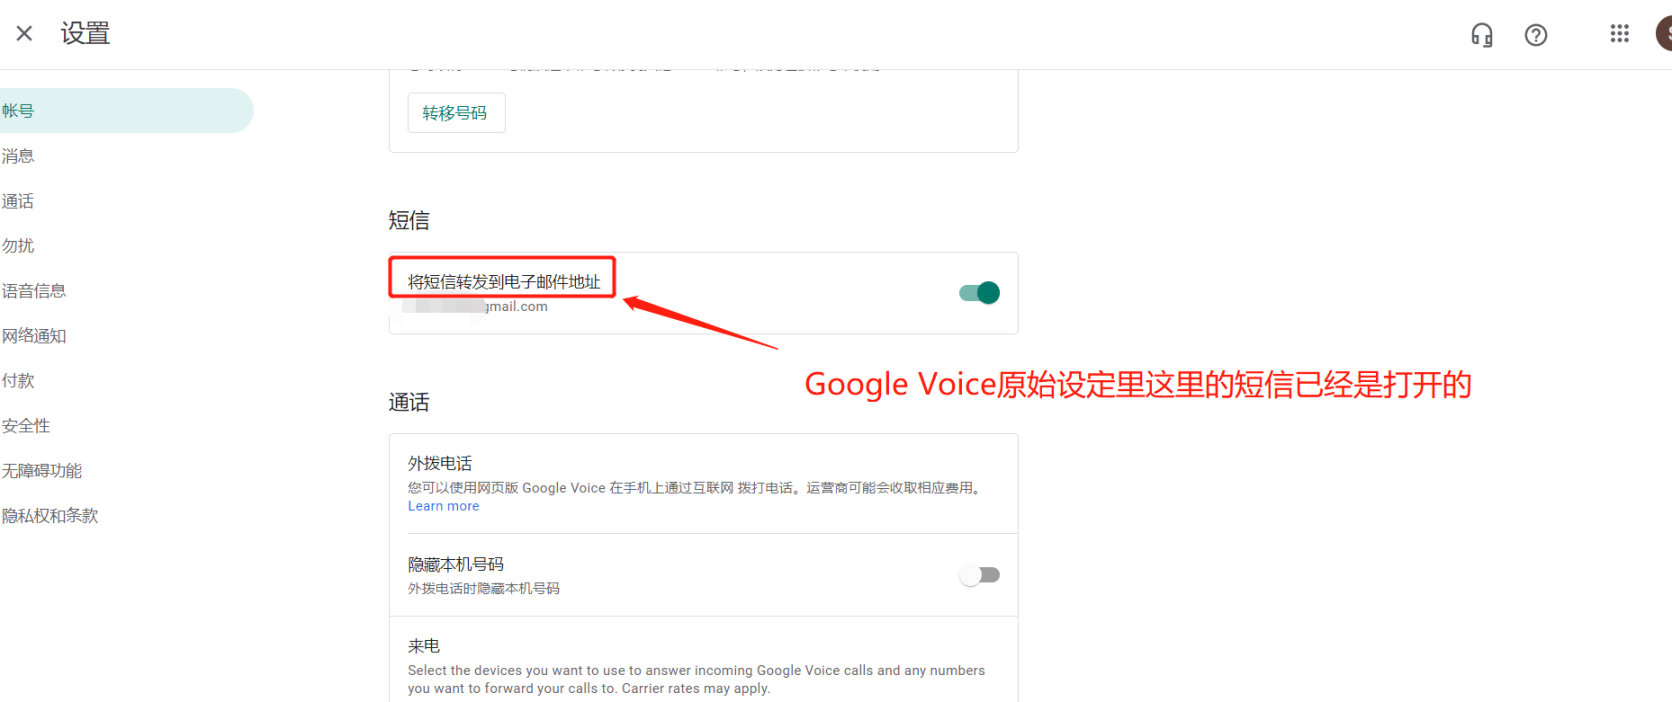 设置
帐号
消息
通话
勿扰
语音信息
网络通知
付款
安全性
无障碍功能
隐私权和条款
转移号码
短信
将短信转发到电子邮件地址
gmail.com
Google Voice原始设定里这里的短信已经是打开的
通话
外拨电话
您可以使用网页版 Google Voice 在手机上通过互联网 拨打电话。运营商可能会收取相应费用。
Learn more
隐藏本机号码
外拨电话时隐藏本机号码
来电
Select the devices you want to use to answer incoming Google Voice calls and any numbers
you want to forward your calls to. Carrier rates may apply.